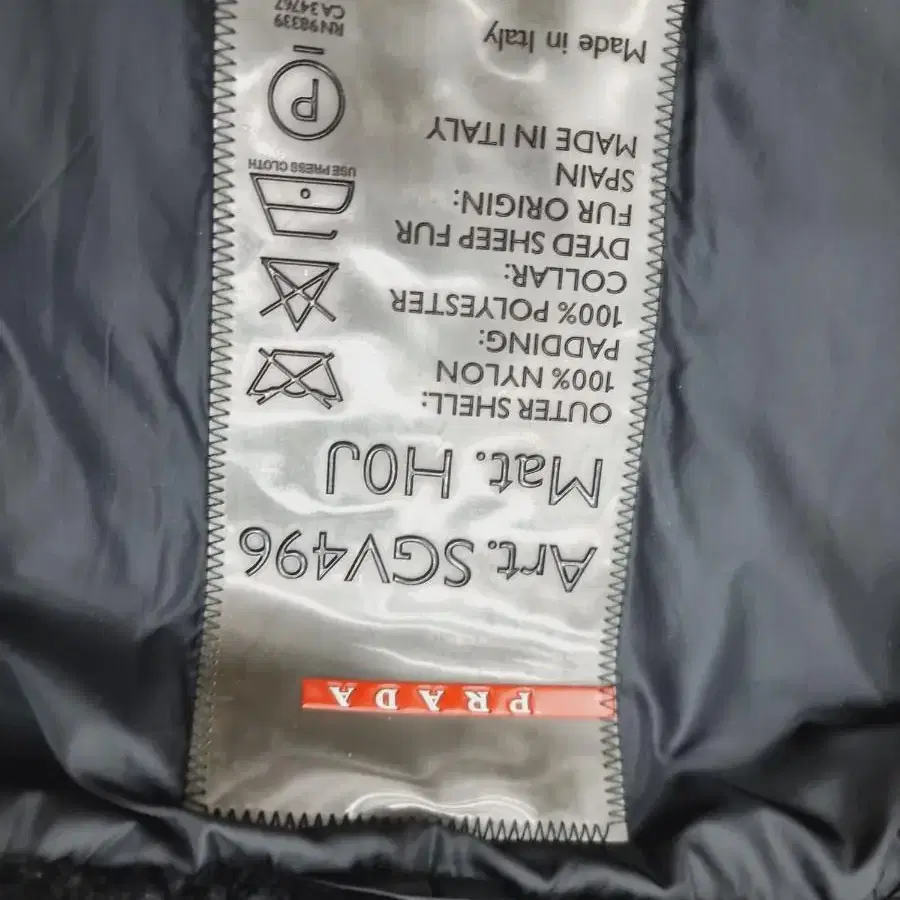 PRADA
Art. SGV496
Mat. H0J
OUTER SHELL:
100% NYLON
PADDING:
100% POLYESTER
COLLAR:
DYED SHEEP FUR
FUR ORIGIN:
SPAIN
MADE IN ITALY
USE PRESS CLOTH
P
Made in Italy
RN 98339
CA 34767